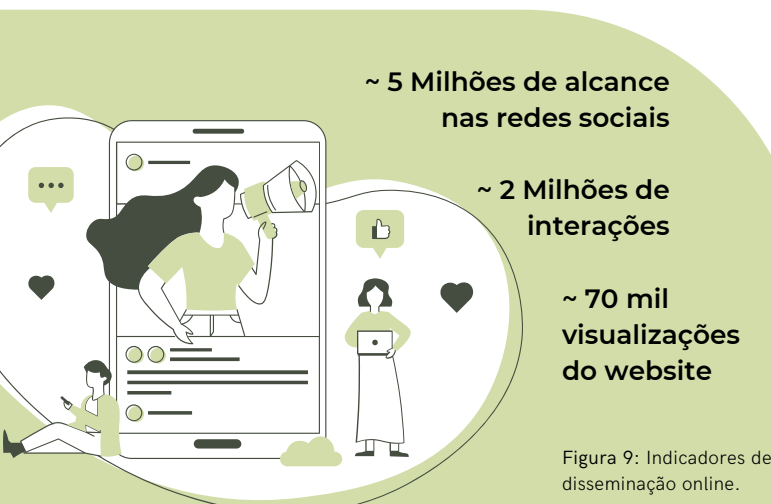 ~ 5 Milhões de alcance
nas redes sociais
~ 2 Milhões de
interações
~ 70 mil
visualizações
do website
Figura 9: Indicadores de
disseminação online.